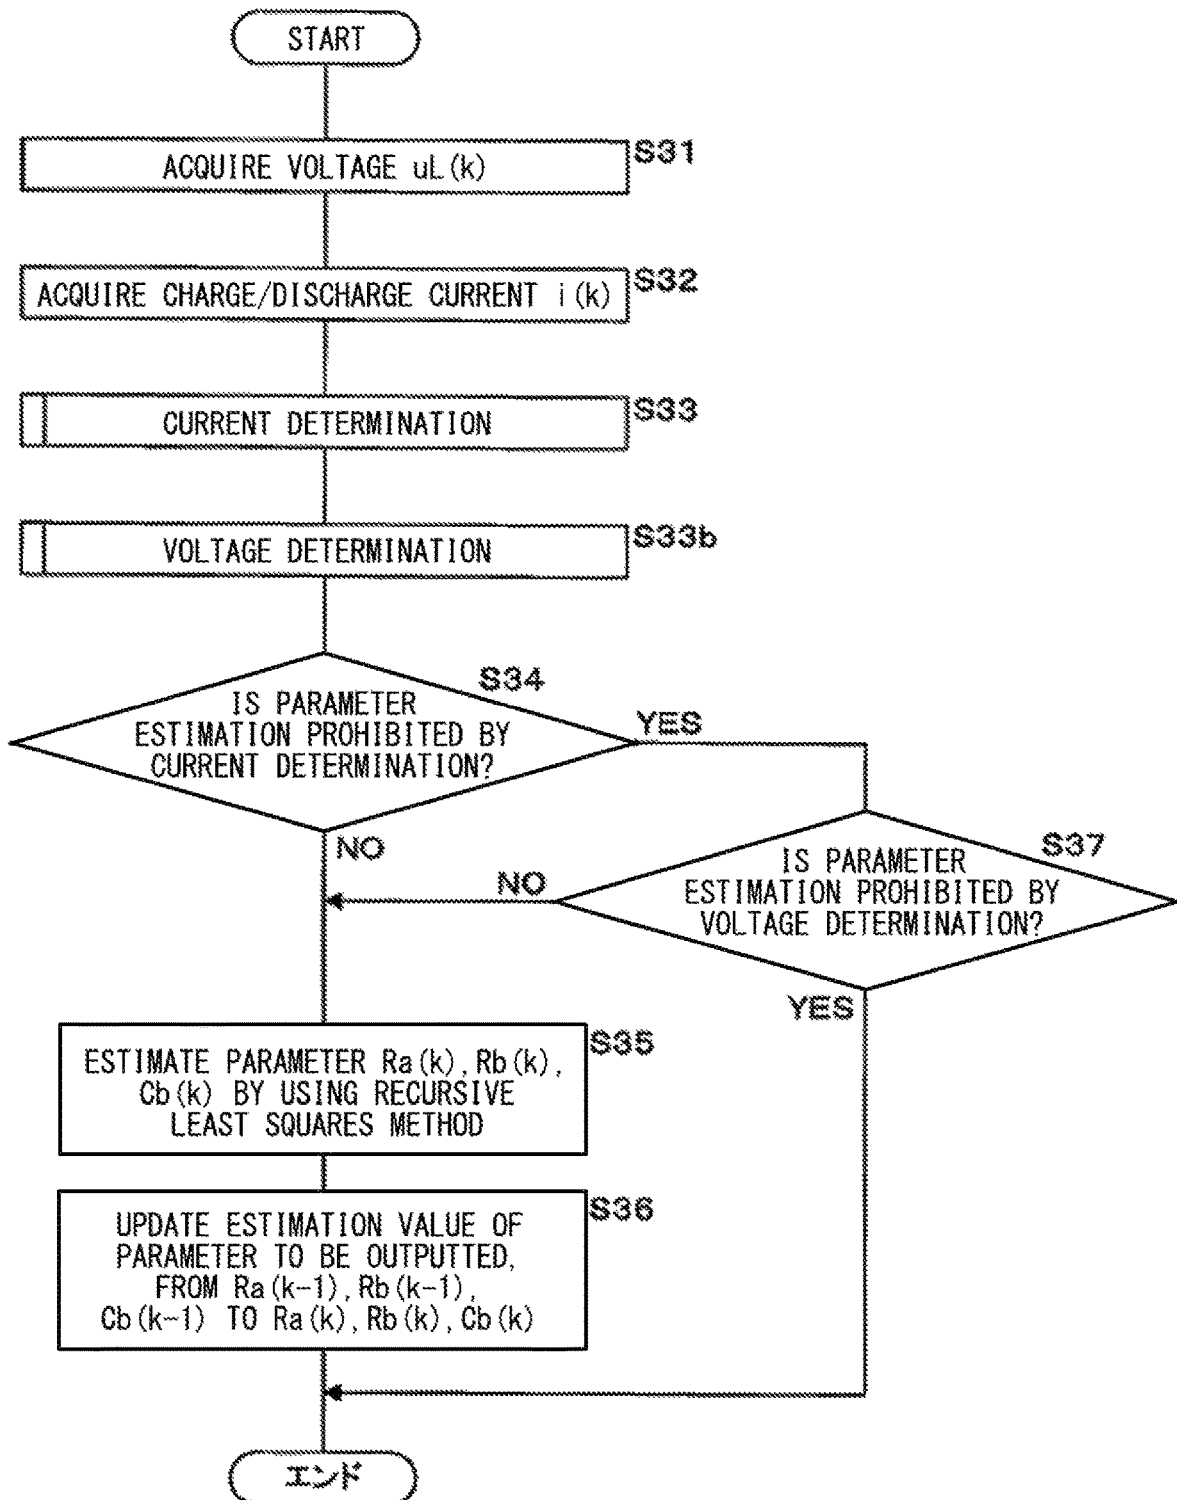 START
ACQUIRE VOLTAGE uL(k)
S31
ACQUIRE CHARGE/DISCHARGE CURRENT i(k)
S32
CURRENT DETERMINATION
S33
VOLTAGE DETERMINATION
S33b
S34
IS PARAMETER
ESTIMATION PROHIBITED BY
CURRENT DETERMINATION?
YES
NO
S37
IS PARAMETER
ESTIMATION PROHIBITED BY
VOLTAGE DETERMINATION?
NO
YES
S35
ESTIMATE PARAMETER Ra(k), Rb(k),
Cb(k) BY USING RECURSIVE
LEAST SQUARES METHOD
S36
UPDATE ESTIMATION VALUE OF
PARAMETER TO BE OUTPUTTED,
FROM Ra(k-1), Rb(k-1),
Cb(k-1) TO Ra(k), Rb(k), Cb(k)
エンド